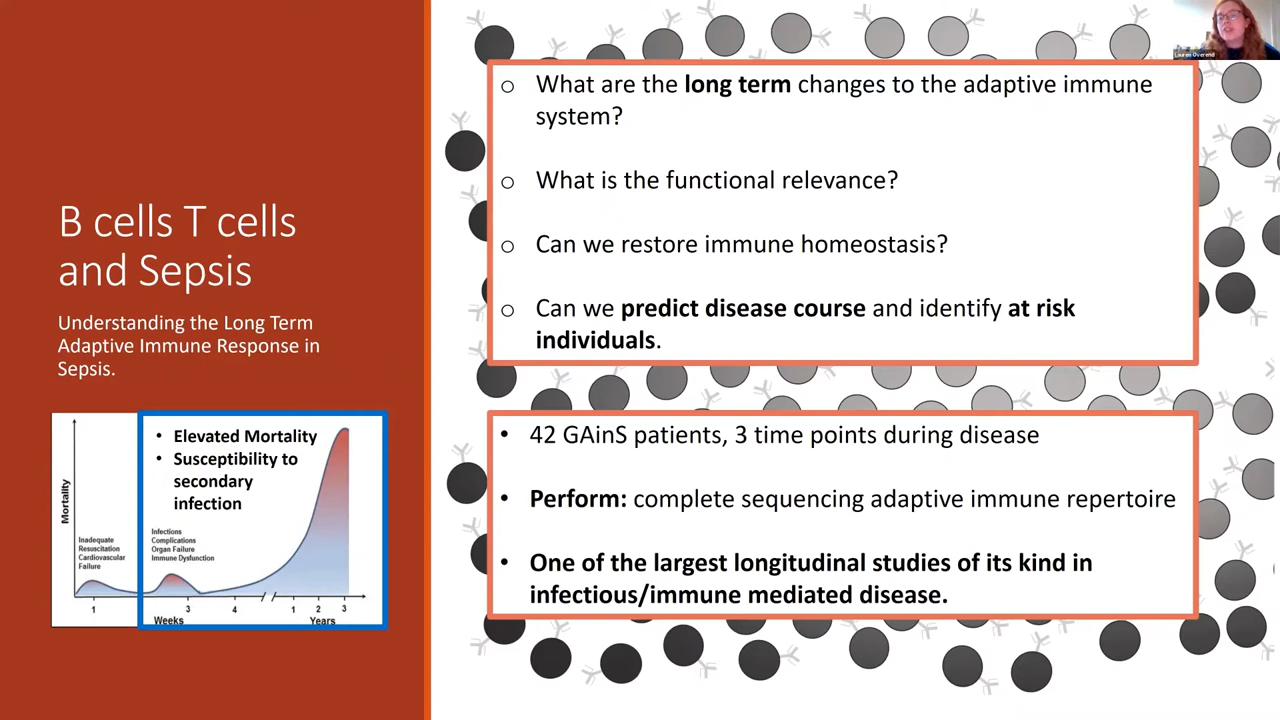 B cells T cells
and Sepsis
Understanding the Long Term
Adaptive Immune Response in
Sepsis.
Mortality
Inadequate
Resuscitation
Cardiovascular
Failure
• Elevated Mortality
• Susceptibility to
secondary
infection
Infections
Complications
Organ Failure
Immune Dysfunction
1 3 4 1 2 3
Weeks Years
o What are the long term changes to the adaptive immune
system?
o What is the functional relevance?
o Can we restore immune homeostasis?
o Can we predict disease course and identify at risk
individuals.
• 42 GAinS patients, 3 time points during disease
• Perform: complete sequencing adaptive immune repertoire
• One of the largest longitudinal studies of its kind in
infectious/immune mediated disease.
Lauren Overend